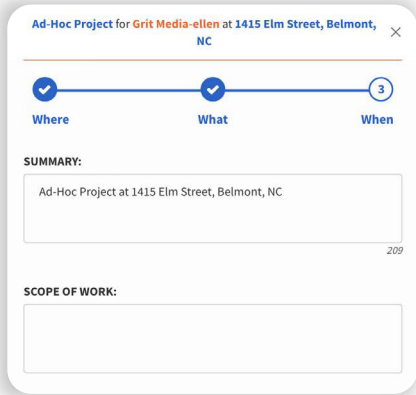 Ad-Hoc Project for Grit Media-ellen at 1415 Elm Street, Belmont,
NC
3
Where What When
SUMMARY:
Ad-Hoc Project at 1415 Elm Street, Belmont, NC
209
SCOPE OF WORK: